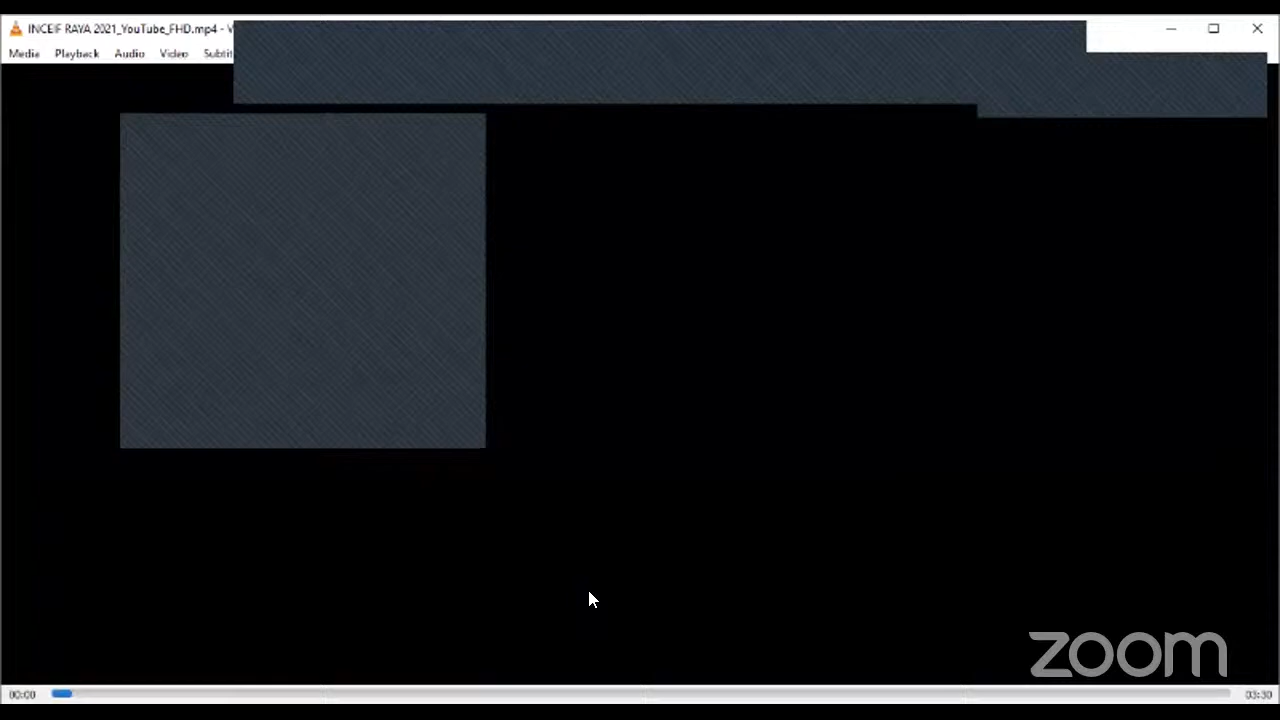 INCEIF RAYA 2021_YouTube_FHD.mp4 - V
Media Playback Audio Video Subtit
zoom
00:00 03:30